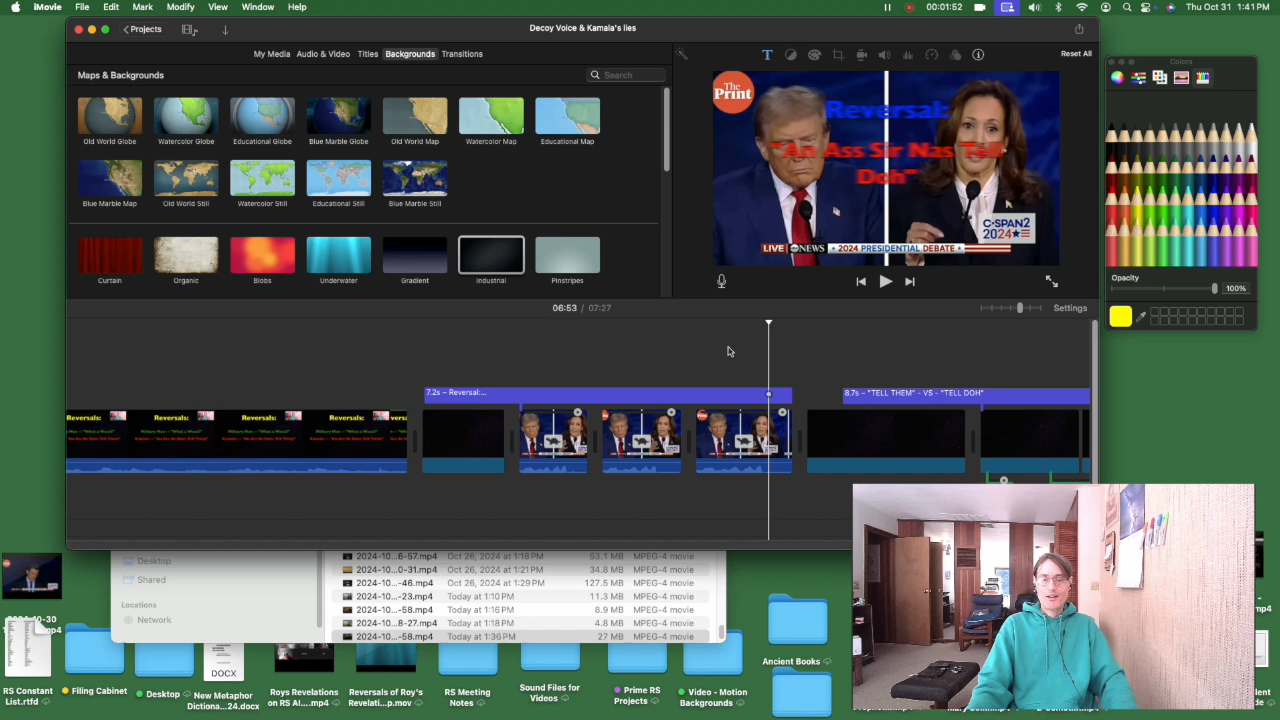 iMovie File Edit Mark Modify View Window Help
00:01:52
Thu Oct 31 1:41 PM
Projects
Decoy Voice & Kamala's lies
My Media Audio & Video Titles Backgrounds Transitions
Reset All
Maps & Backgrounds
Search
Old World Globe Watercolor Globe Educational Globe Blue Marble Globe Old World Map Watercolor Map Educational Map
Blue Marble Map Old World Still Watercolor Still Educational Still Blue Marble Still
Curtain Organic Blobs Underwater Gradient Industrial Pinstripes
The
Print
Reversal:
"An Ass Sir Nas Tell
Doh"
C-SPAN2
2024
LIVE abc NEWS 2024 PRESIDENTIAL DEBATE
Colors
Opacity
100%
06:53 / 07:27
Settings
7.2s – Reversal:...
8.7s – "TELL THEM" - VS - "TELL DOH"
Reversals: Reversals: Reversals: Reversals:
Desktop
Shared
Locations
Network
2024-10...6-57.mp4 Oct 26, 2024 at 1:18 PM 53.1 MB MPEG-4 movie
2024-10...0-31.mp4 Oct 26, 2024 at 1:21 PM 34.8 MB MPEG-4 movie
2024-10...-46.mp4 Oct 26, 2024 at 1:29 PM 127.5 MB MPEG-4 movie
2024-10...-23.mp4 Today at 1:10 PM 11.3 MB MPEG-4 movie
2024-10...-58.mp4 Today at 1:16 PM 8.9 MB MPEG-4 movie
2024-10...8-27.mp4 Today at 1:18 PM 4.8 MB MPEG-4 movie
2024-10...-58.mp4 Today at 1:36 PM 27 MB MPEG-4 movie
RS Constant
List.rtfd
Filing Cabinet
Desktop
DOCX
New Metaphor
Dictiona...24.docx
Roys Revelations
on RS AI....mp4
Reversals of Roy's
Revelati...p.mov
RS Meeting
Notes
Sound Files for
Videos
Prime RS
Projects
Video - Motion
Backgrounds
Ancient Books